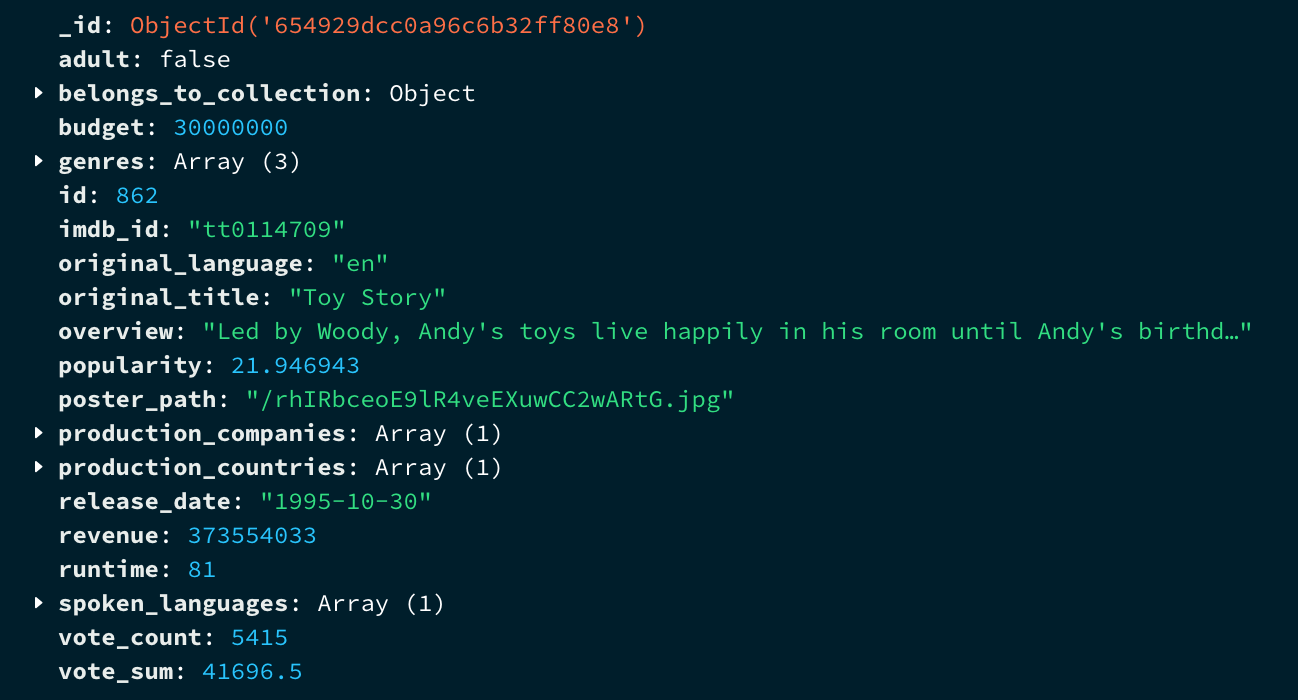 _id: ObjectId('654929dcc0a96c6b32ff80e8')
adult: false
belongs_to_collection: Object
budget: 30000000
genres: Array (3)
id: 862
imdb_id: "tt0114709"
original_language: "en"
original_title: "Toy Story"
overview: "Led by Woody, Andy's toys live happily in his room until Andy's birthd…"
popularity: 21.946943
poster_path: "/rhIRbceoE9lR4veEXuwCC2wARtG.jpg"
production_companies: Array (1)
production_countries: Array (1)
release_date: "1995-10-30"
revenue: 373554033
runtime: 81
spoken_languages: Array (1)
vote_count: 5415
vote_sum: 41696.5